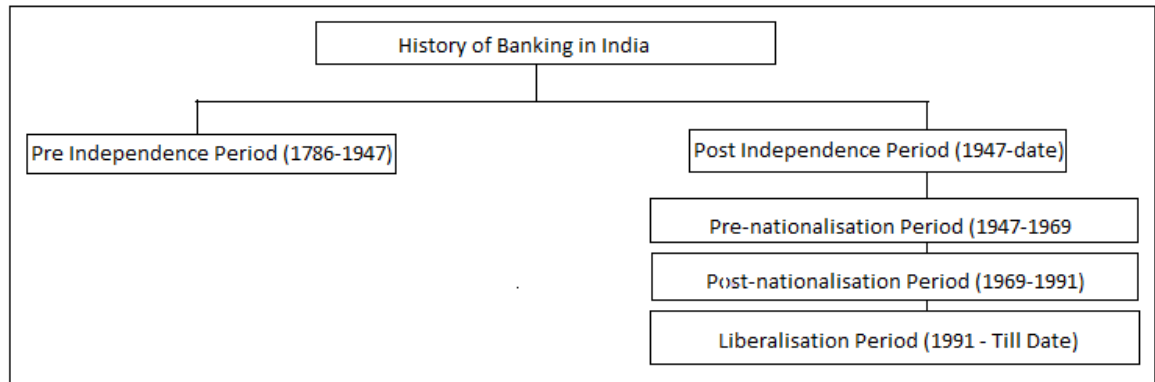 History of Banking in India
Pre Independence Period (1786-1947)
Post Independence Period (1947-date)
Pre-nationalisation Period (1947-1969
Post-nationalisation Period (1969-1991)
Liberalisation Period (1991 - Till Date)